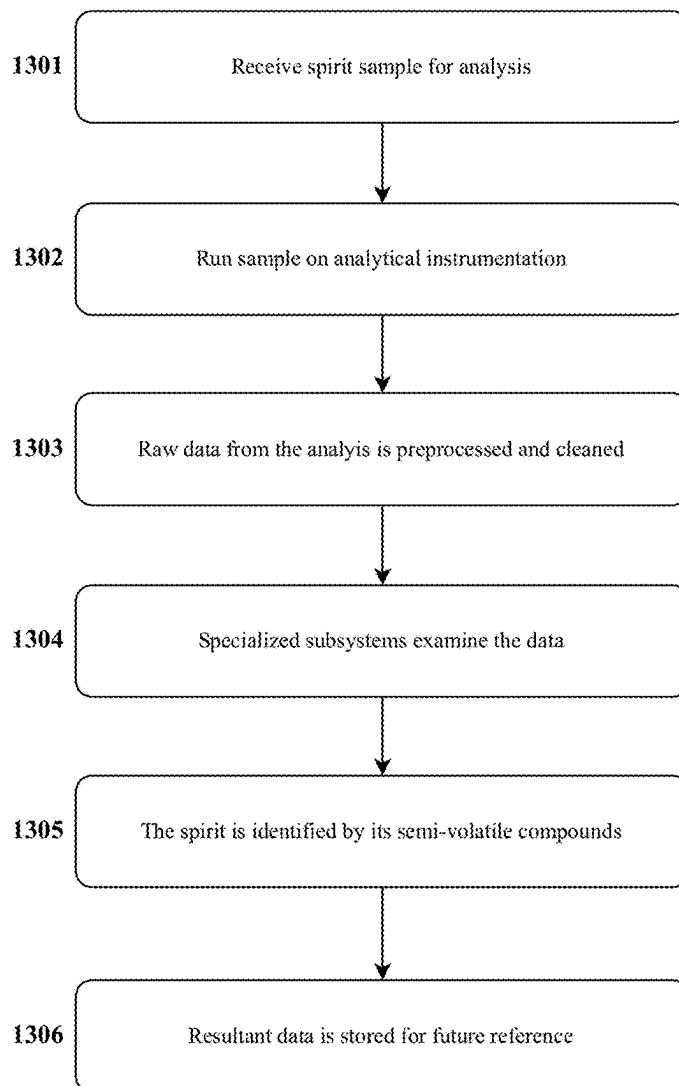 1301 Receive spirit sample for analysis
1302 Run sample on analytical instrumentation
1303 Raw data from the analyis is preprocessed and cleaned
1304 Specialized subsystems examine the data
1305 The spirit is identified by its semi-volatile compounds
1306 Resultant data is stored for future reference